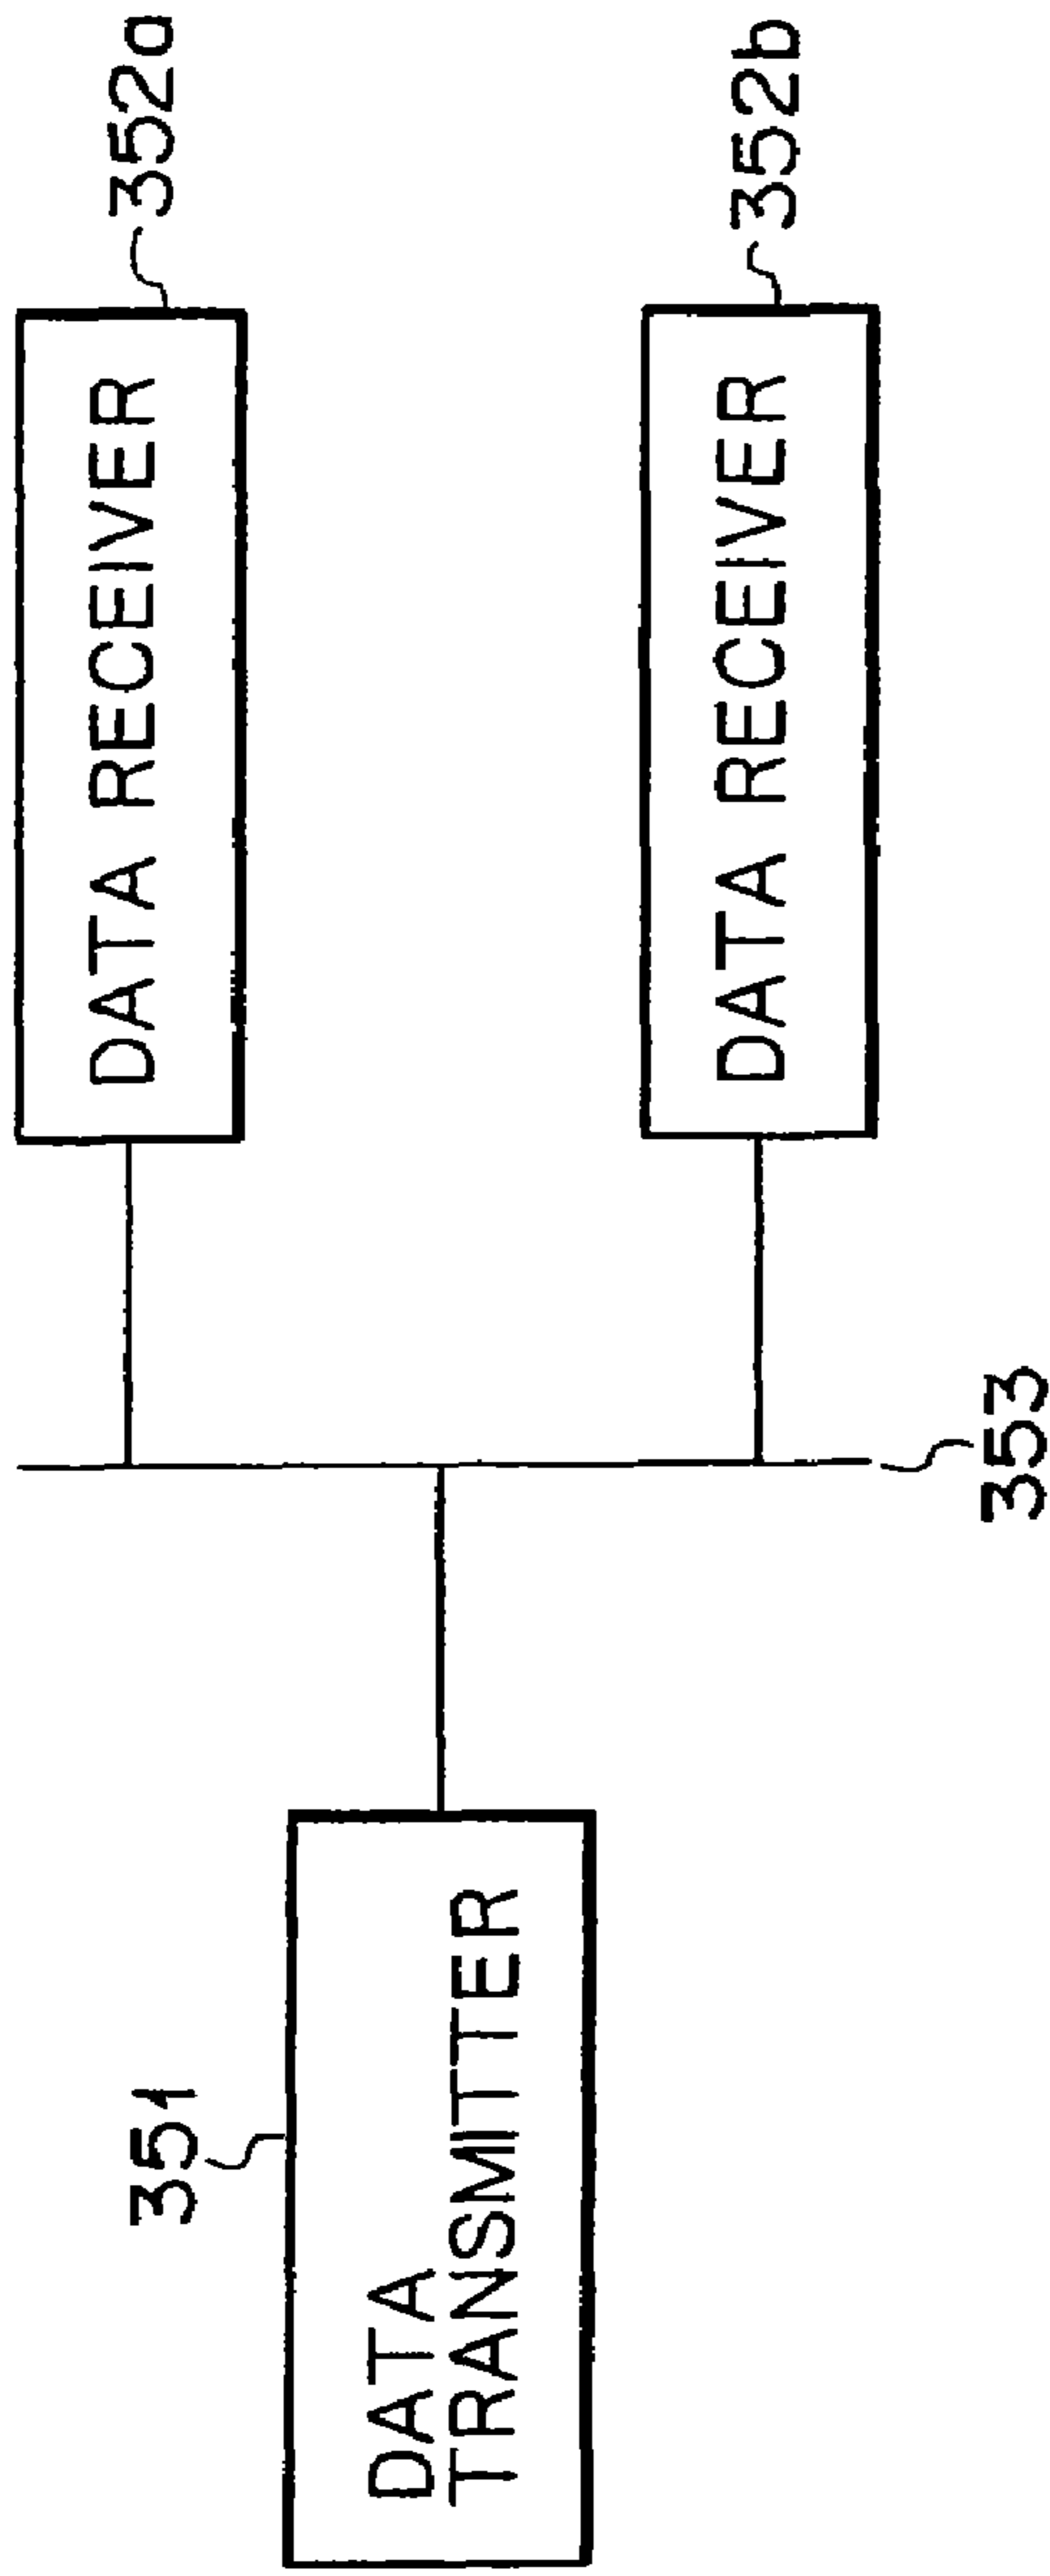 351
DATA
TRANSMITTER
353
DATA RECEIVER
352a
DATA RECEIVER
352b